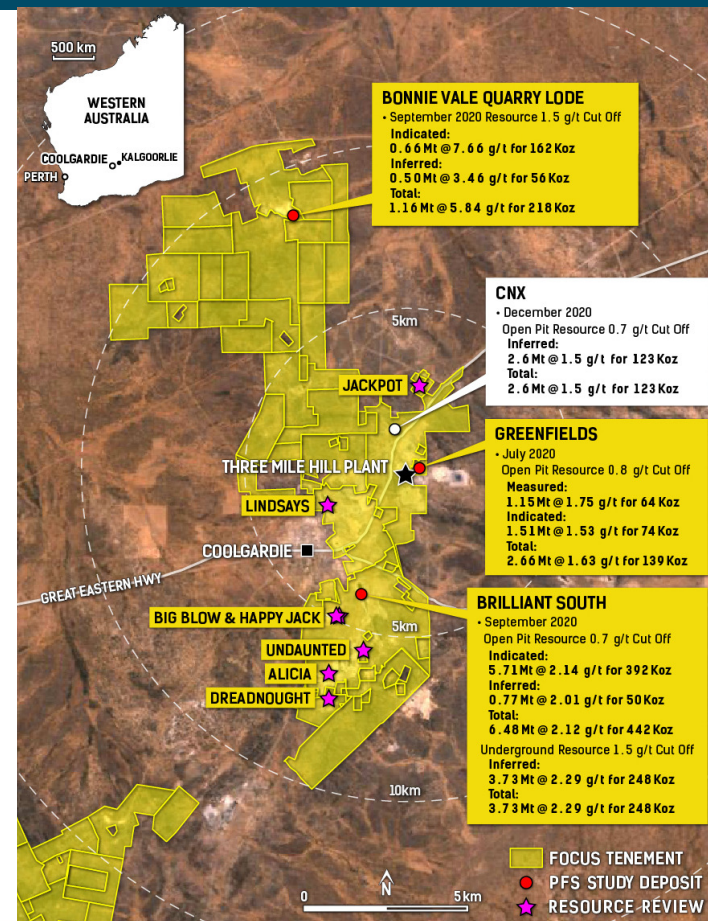 500 km
WESTERN
AUSTRALIA
COOLGARDIE
KALGOORLIE
PERTH
BONNIE VALE QUARRY LODE
• September 2020 Resource 1.5 g/t Cut Off
Indicated:
0.66Mt @ 7.66 g/t for 162Koz
Inferred:
0.50Mt @ 3.46 g/t for 56Koz
Total:
1.16Mt @ 5.84 g/t for 218Koz
5km
CNX
• December 2020
Open Pit Resource 0.7 g/t Cut Off
Inferred:
2.6Mt @ 1.5 g/t for 123Koz
Total:
2.6Mt @ 1.5 g/t for 123Koz
JACKPOT
GREENFIELDS
• July 2020
Open Pit Resource 0.8 g/t Cut Off
Measured:
1.15Mt @ 1.75 g/t for 64Koz
Indicated:
1.51Mt @ 1.53 g/t for 74Koz
Total:
2.66Mt @ 1.63 g/t for 139Koz
THREE MILE HILL PLANT
LINDSAYS
COOLGARDIE
GREAT EASTERN HWY
BIG BLOW & HAPPY JACK
5km
UNDAUNTED
ALICIA
DREADNOUGHT
BRILLIANT SOUTH
• September 2020
Open Pit Resource 0.7 g/t Cut Off
Indicated:
5.71Mt @ 2.14 g/t for 392Koz
Inferred:
0.77Mt @ 2.01 g/t for 50Koz
Total:
6.48Mt @ 2.12 g/t for 442Koz
Underground Resource 1.5 g/t Cut Off
Inferred:
3.73Mt @ 2.29 g/t for 248Koz
Total:
3.73Mt @ 2.29 g/t for 248Koz
10km
FOCUS TENEMENT
PFS STUDY DEPOSIT
RESOURCE REVIEW
0
N
5km